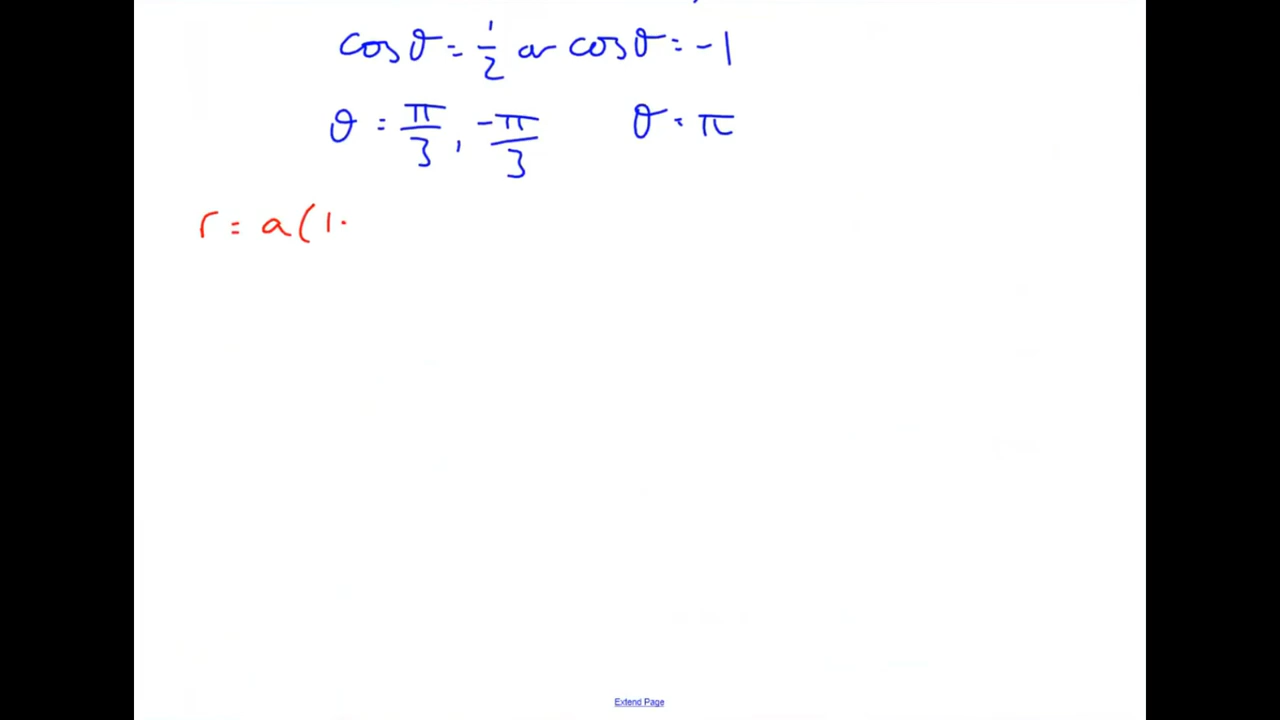 cos θ = 1/2 or cos θ = -1
θ = π/3, -π/3 θ = π
r = a(1-
Extend Page